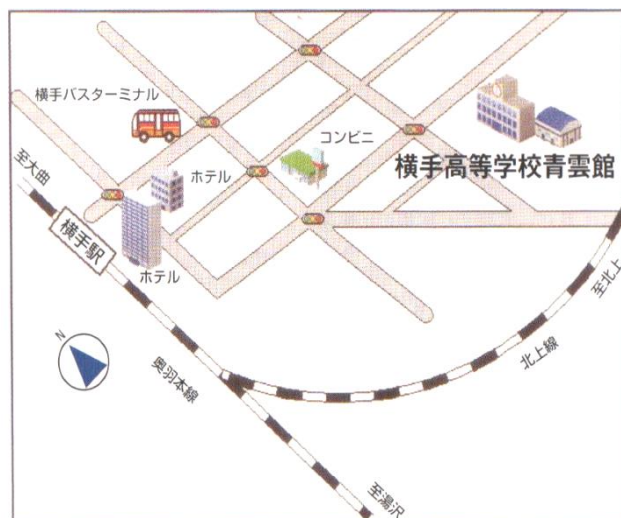 横手バスターミナル
コンビニ
横手高等学校青雲館
至大曲
ホテル
横手駅
ホテル
至北上
北上線
N
奥羽本線
至湯沢